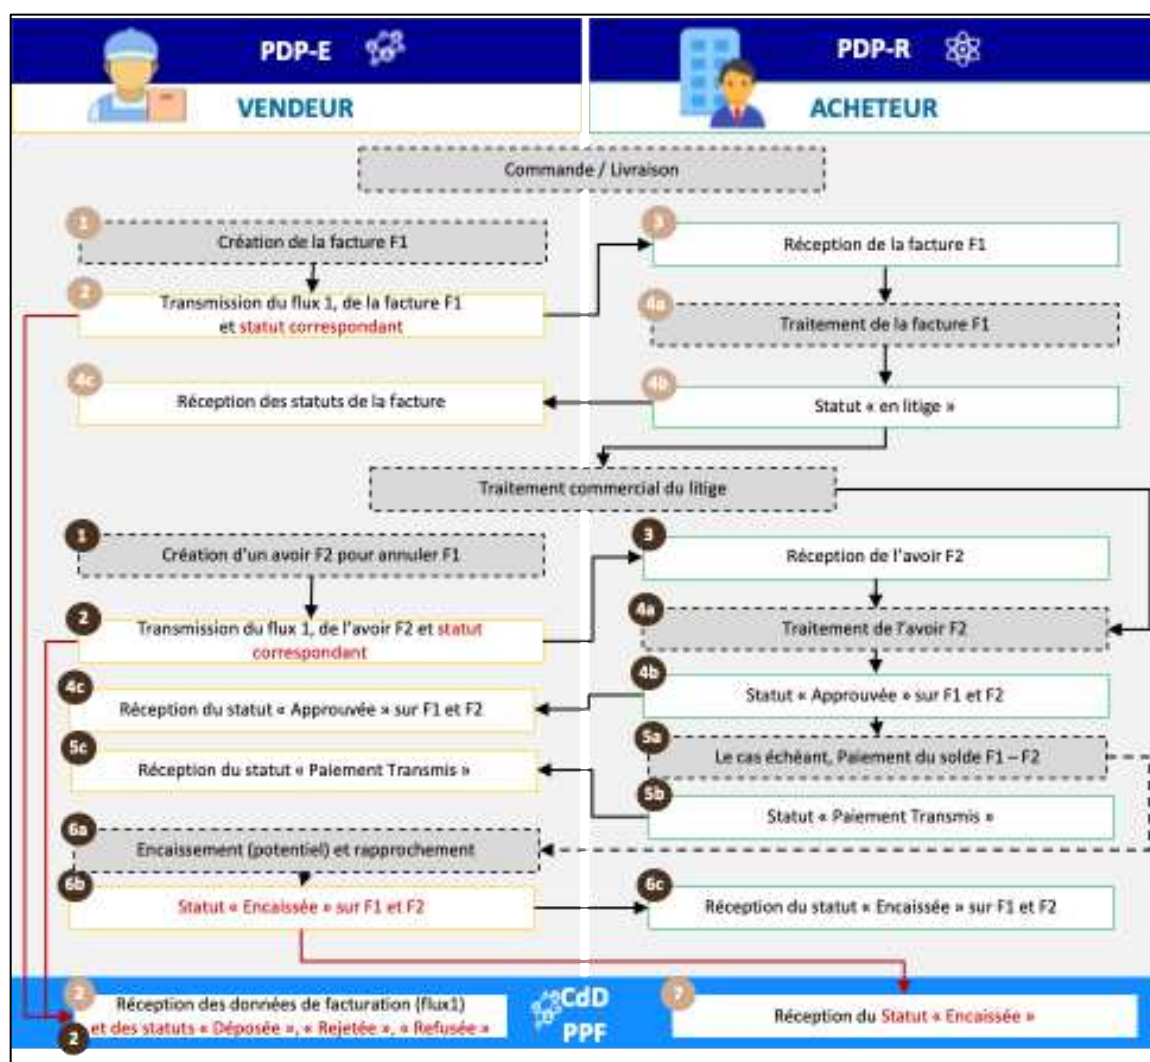 PDP-E
PDP-R
VENDEUR
ACHETEUR
Commande / Livraison
1
Création de la facture F1
3
Réception de la facture F1
2
Transmission du flux 1, de la facture F1
et statut correspondant
4a
Traitement de la facture F1
4c
Réception des statuts de la facture
4b
Statut « en litige »
Traitement commercial du litige
1
Création d'un avoir F2 pour annuler F1
3
Réception de l'avoir F2
2
Transmission du flux 1, de l'avoir F2 et statut
correspondant
4a
Traitement de l'avoir F2
4b
Statut « Approuvée » sur F1 et F2
4c
Réception du statut « Approuvée » sur F1 et F2
5a
Le cas échéant, Paiement du solde F1 – F2
5c
Réception du statut « Paiement Transmis »
5b
Statut « Paiement Transmis »
6a
Encaissement (potentiel) et rapprochement
6b
Statut « Encaissée » sur F1 et F2
6c
Réception du statut « Encaissée » sur F1 et F2
2
Réception des données de facturation (flux1)
et des statuts « Déposée », « Rejetée », « Refusée »
2
CdD
PPF
7
Réception du Statut « Encaissée »